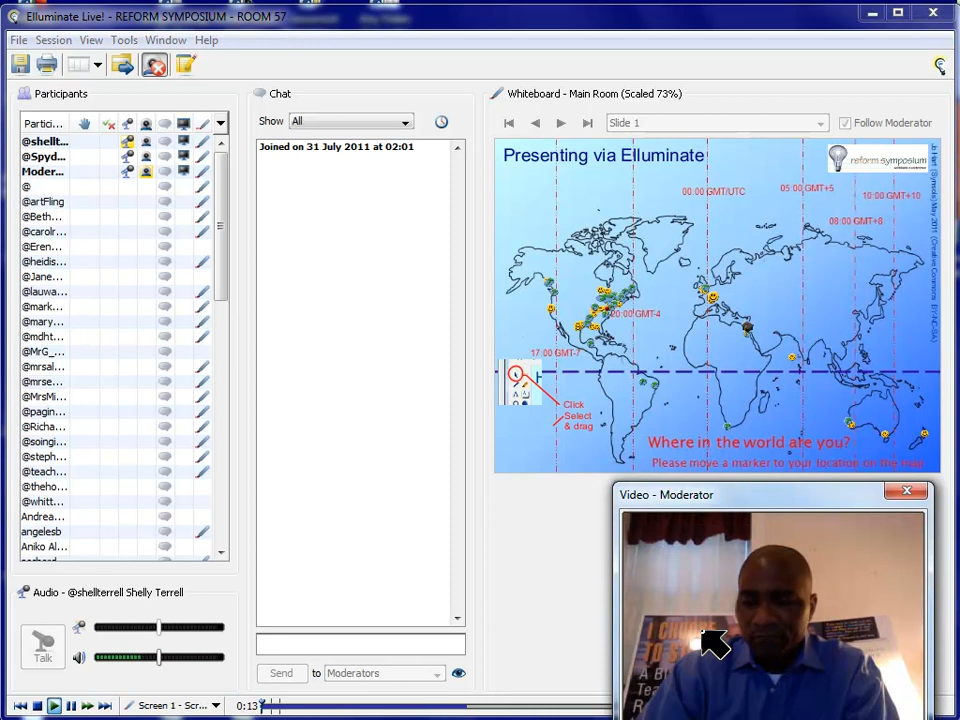 Elluminate Live! - REFORM SYMPOSIUM - ROOM 57
File Session View Tools Window Help
Participants
Partici...
@shellt...
@Spyd...
Moder...
@
@artFling
@Beth...
@carolr...
@Eren...
@heidis...
@Jane...
@lauwa...
@mark...
@mary...
@mdht...
@MrG_...
@mrsal...
@mrse...
@MrsMi...
@pagin...
@Richa...
@soingi...
@steph...
@teach...
@theho...
@whitt...
Andrea...
angelesb
Aniko Al...
Audio - @shellterrell Shelly Terrell
Talk
Chat
Show All
Joined on 31 July 2011 at 02:01
Send to Moderators
Whiteboard - Main Room (Scaled 73%)
Slide 1
Follow Moderator
Presenting via Elluminate
reform symposium
00:00 GMT/UTC
05:00 GMT+5
10:00 GMT+10
08:00 GMT+8
20:00 GMT-4
17:00 GMT-7
Click
Select
& drag
Where in the world are you?
Please move a marker to your location on the map
Video - Moderator
Screen 1 - Scr...
0:13